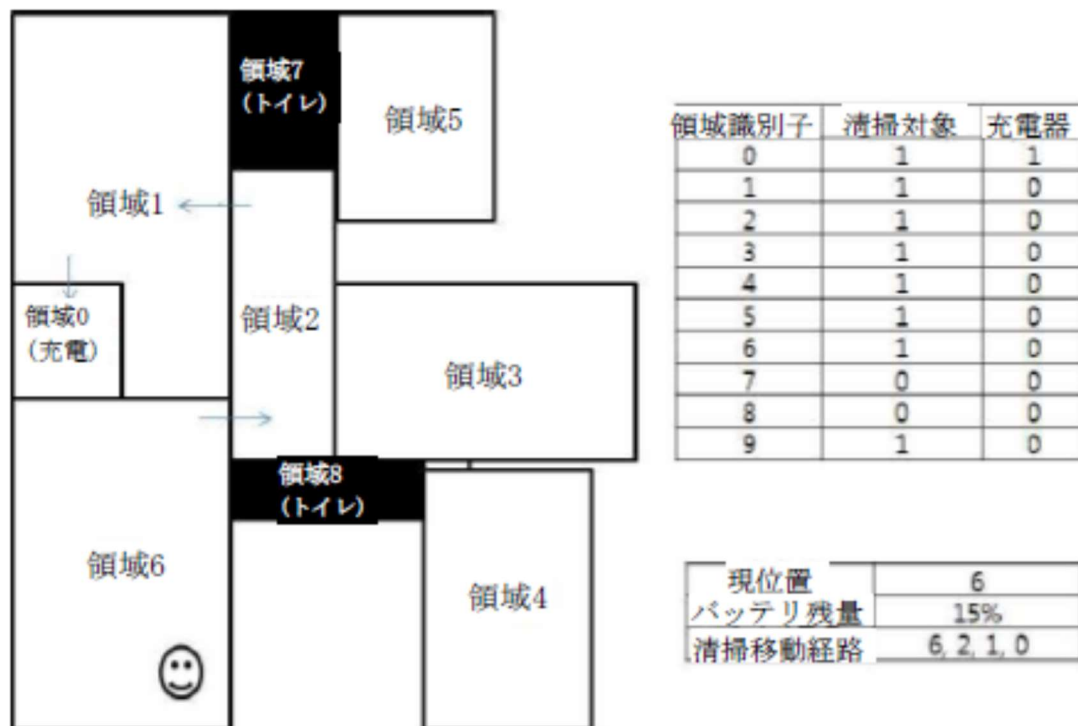 領域7
(トイレ)
領域5
領域1
領域0
(充電)
領域2
領域3
領域8
(トイレ)
領域6
領域4
領域識別子 清掃対象 充電器
0 1 1
1 1 0
2 1 0
3 1 0
4 1 0
5 1 0
6 1 0
7 0 0
8 0 0
9 1 0
現位置 6
バッテリ残量 15%
清掃移動経路 6, 2, 1, 0